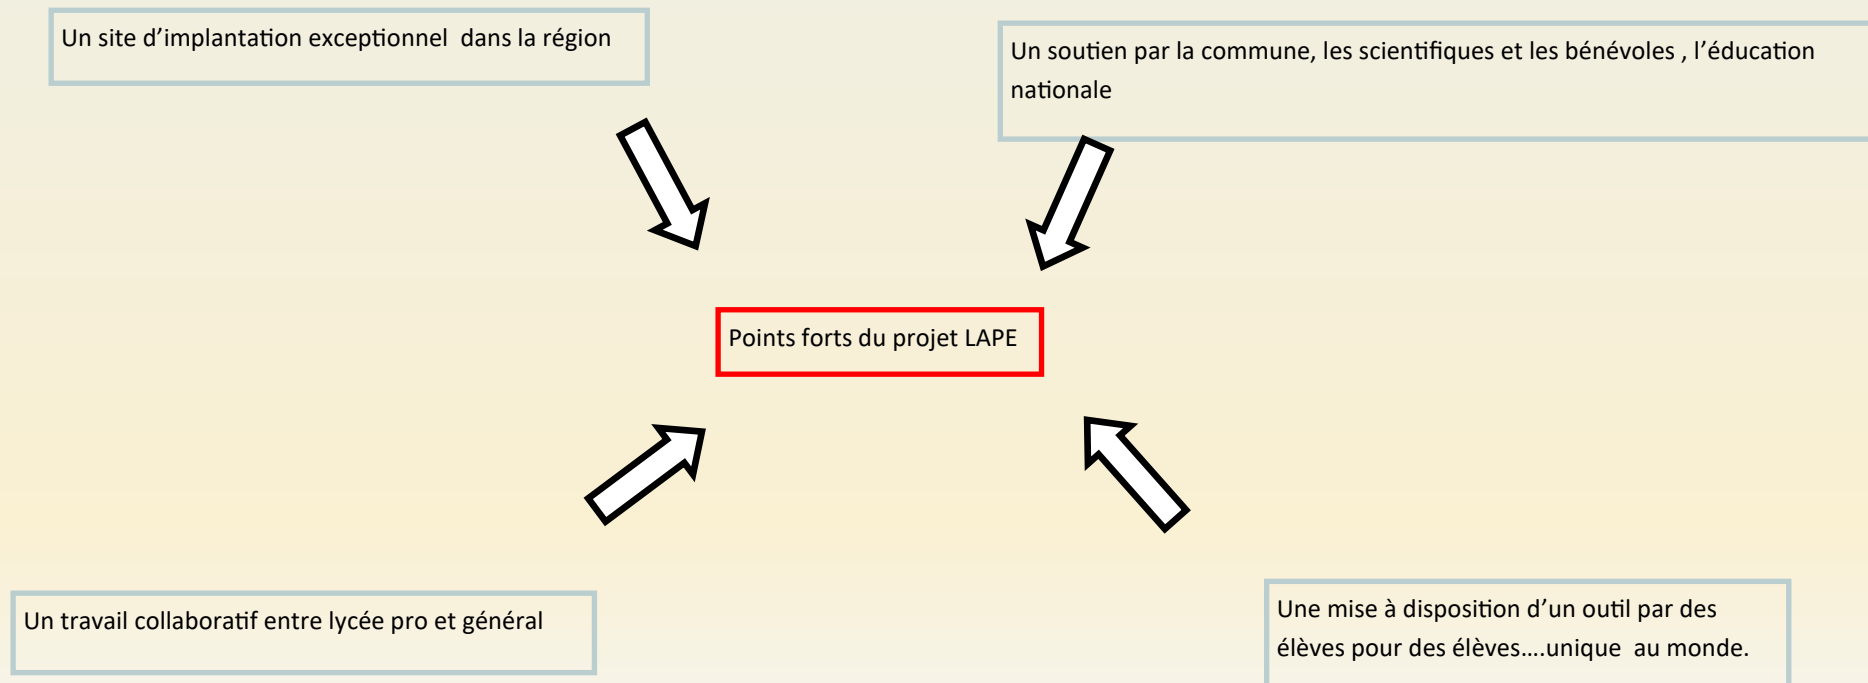 Un site d’implantation exceptionnel  dans la région
Un soutien par la commune, les scientifiques et les bénévoles , l’éducation
nationale
Points forts du projet LAPE
Un travail collaboratif entre lycée pro et général
Une mise à disposition d’un outil par des
élèves pour des élèves….unique  au monde.